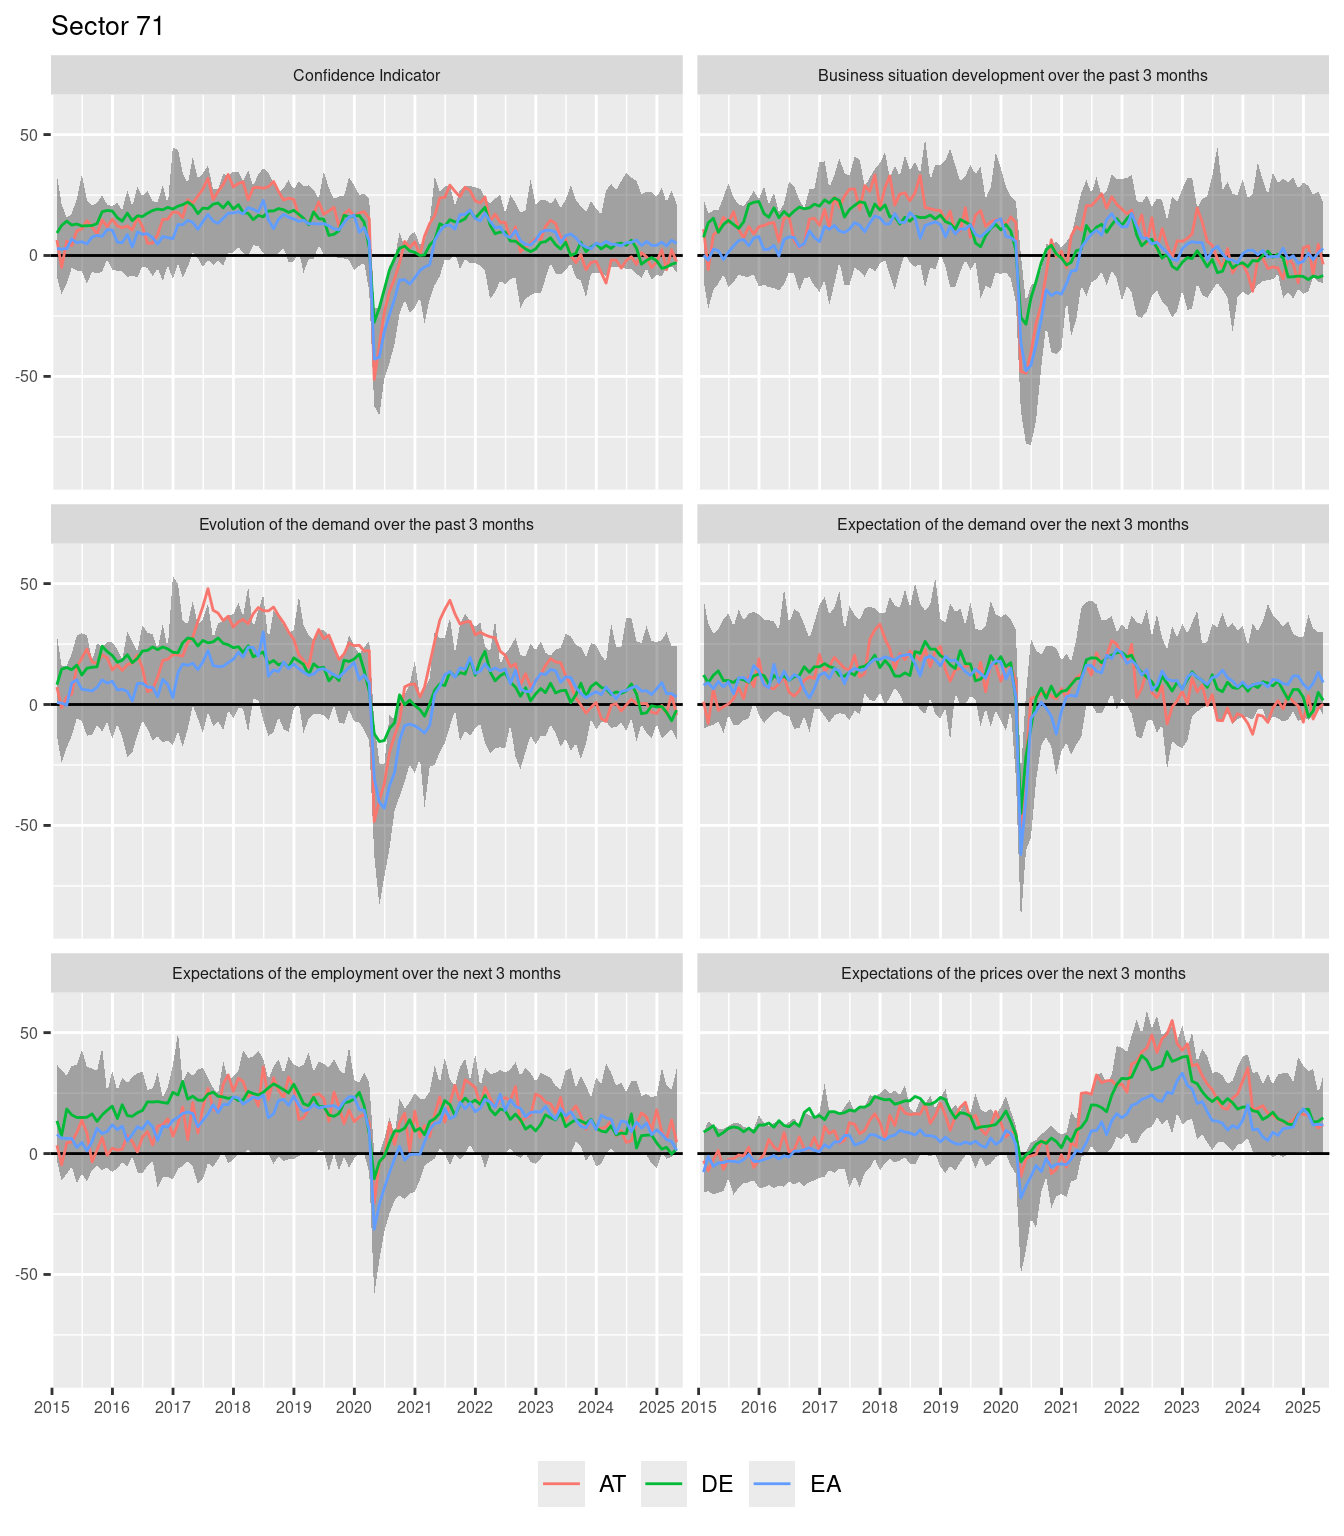 Sector 71
Confidence Indicator
Business situation development over the past 3 months
50
0
-50
Evolution of the demand over the past 3 months
Expectation of the demand over the next 3 months
50
0
-50
Expectations of the employment over the next 3 months
Expectations of the prices over the next 3 months
50
0
-50
2015 2016 2017 2018 2019 2020 2021 2022 2023 2024 2025
2015 2016 2017 2018 2019 2020 2021 2022 2023 2024 2025
AT DE EA